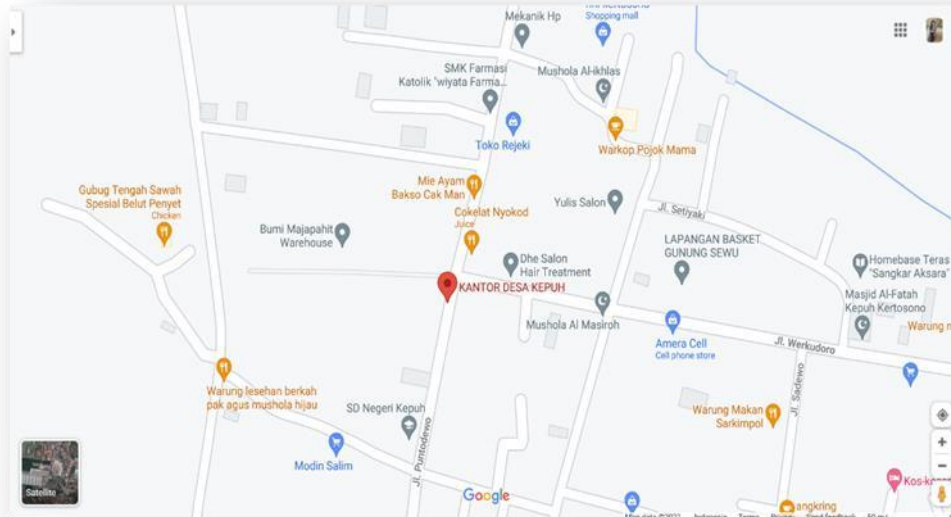 Shopping mall
Mekanik Hp
SMK Farmasi
Katolik "wiyata Farma...
Mushola Al-ikhlas
Toko Rejeki
Warkop Pojok Mama
Mie Ayam
Bakso Cak Man
Gubug Tengah Sawah
Spesial Belut Penyet
Chicken
Cokelat Nyokod
Juice
Yulis Salon
Jl. Setiyaki
Bumi Majapahit
Warehouse
LAPANGAN BASKET
GUNUNG SEWU
Dhe Salon
Hair Treatment
Homebase Teras
"Sangkar Aksara"
KANTOR DESA KEPUH
Masjid Al-Fatah
Kepuh Kertosono
Mushola Al Masiroh
Warung
Amera Cell
Cell phone store
Jl. Werkudoro
Warung lesehan berkah
pak agus mushola hijau
Jl. Sadewo
SD Negeri Kepuh
Warung Makan
Sarkimpol
Jl. Puntodewo
Modin Salim
Satellite
Google
angkring